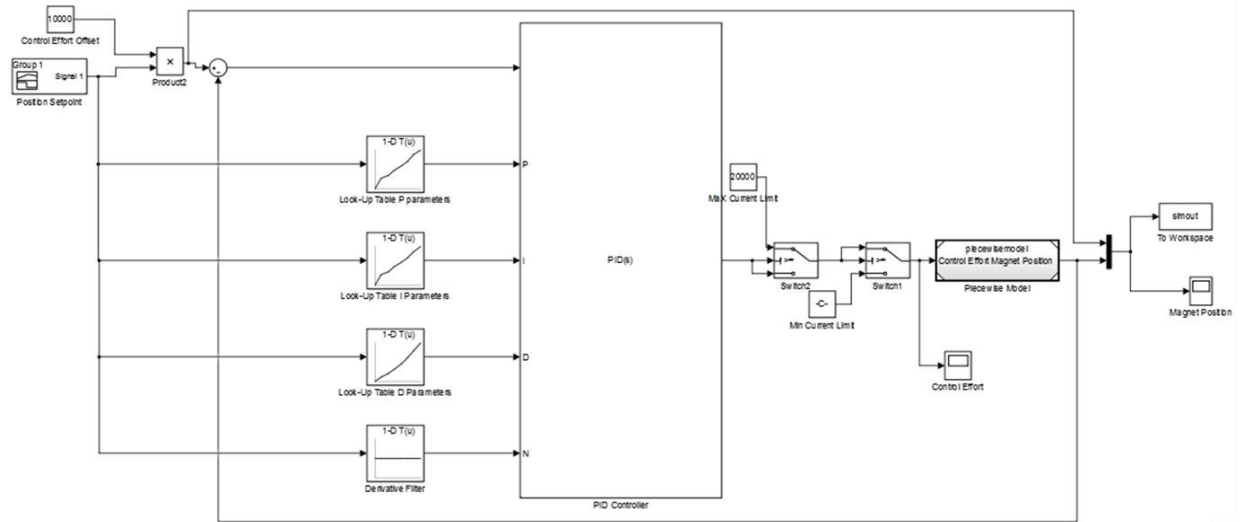 10000
Control Effort Offset
Group 1
Signal 1
Position Setpoint
×
Product2
+
-
1-D T(u)
Look-Up Table P parameters
P
1-D T(u)
Look-Up Table I Parameters
I
1-D T(u)
Look-Up Table D Parameters
D
1-D T(u)
Derivative Filter
N
PID(s)
PID Controller
20000
MaX Current Limit
Switch2
-C-
Min Current Limit
Switch1
piecewisemodel
Control Effort Magnet Position
Piecewise Model
Control Effort
simout
To Workspace
Magnet Position